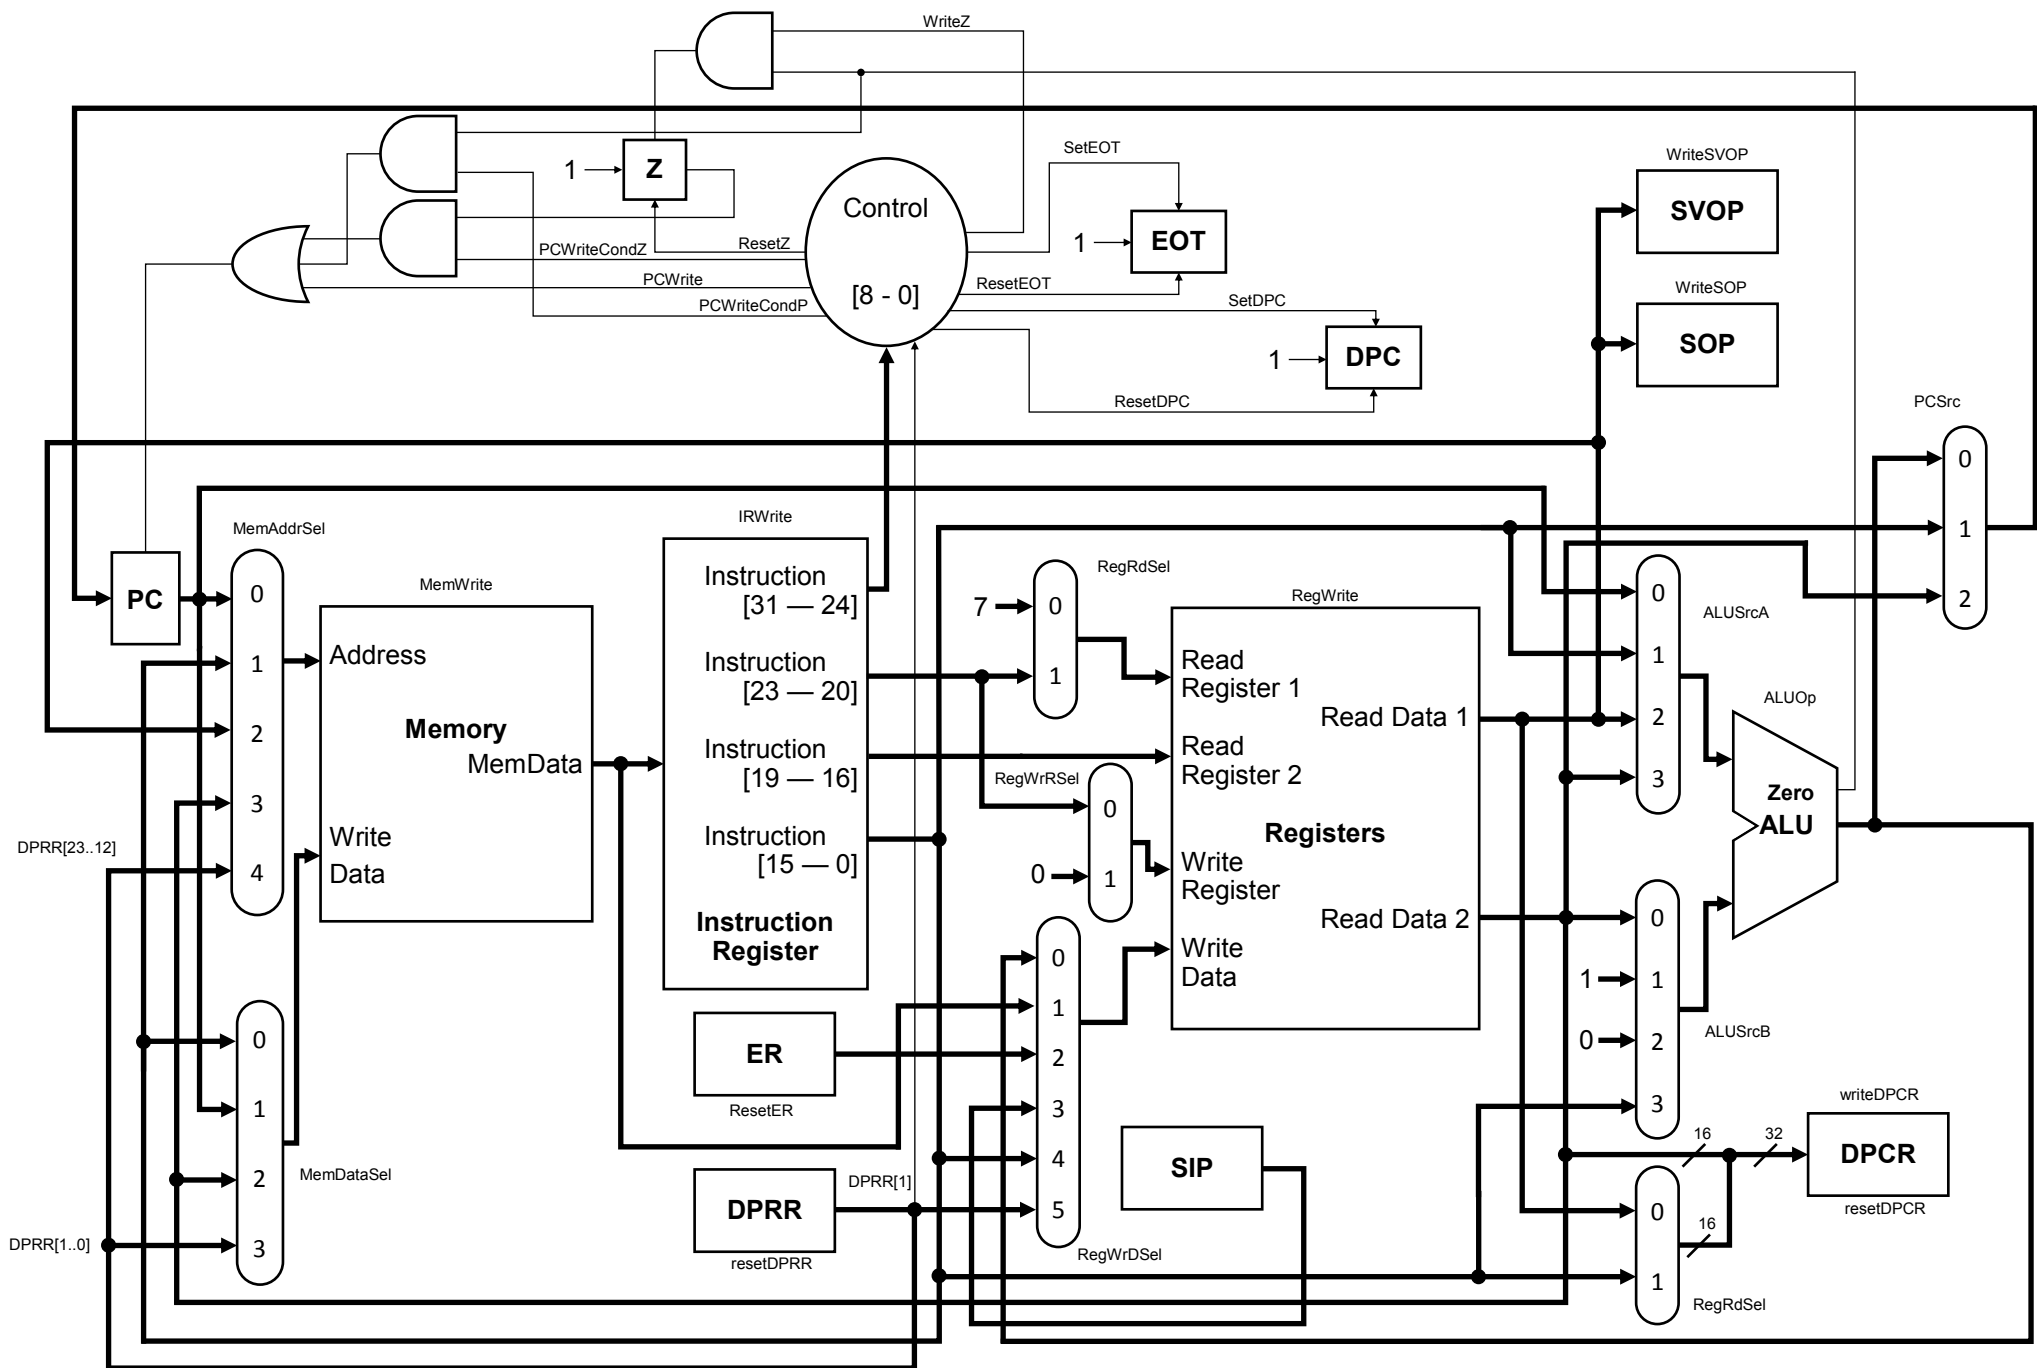 WriteZ
SetEOT
WriteSVOP
1
Z
Control
SVOP
1
EOT
PCWriteCondZ
ResetZ
PCWrite
ResetEOT
WriteSOP
PCWriteCondP
[8 - 0]
SetDPC
SOP
1
DPC
ResetDPC
PCSrc
0
1
2
MemAddrSel
IRWrite
PC
0
1
2
3
4
MemWrite
Address
Memory
MemData
Write
Data
DPRR[23..12]
Instruction
[31 — 24]
Instruction
[23 — 20]
Instruction
[19 — 16]
Instruction
[15 — 0]
Instruction
Register
RegRdSel
7
0
1
RegWrRSel
0
0
1
RegWrite
Read
Register 1
Read Data 1
Read
Register 2
Registers
Write
Register
Read Data 2
Write
Data
ALUSrcA
0
1
2
3
ALUOp
Zero
ALU
0
1
1
0
2
3
ALUSrcB
0
1
2
3
MemDataSel
DPRR[1..0]
ER
ResetER
DPRR[1]
DPRR
resetDPRR
0
1
2
3
4
5
RegWrDSel
SIP
16
32
writeDPCR
DPCR
resetDPCR
0
16
1
RegRdSel